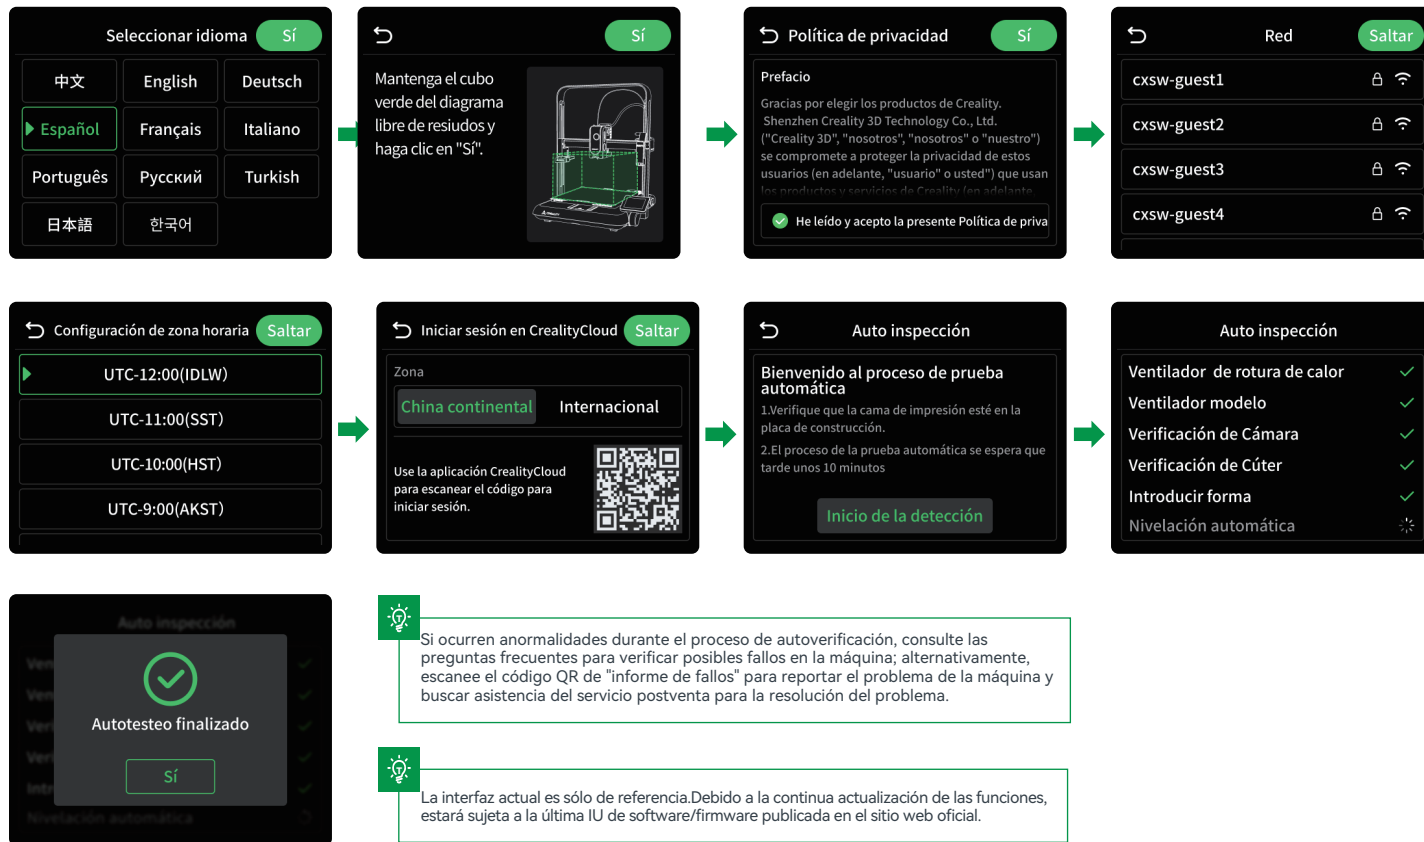 Seleccionar idioma
Sí
中文
English
Deutsch
Español
Français
Italiano
Português
Русский
Turkish
日本語
한국어
Sí
Mantenga el cubo
verde del diagrama
libre de resiudos y
haga clic en "Sí".
Política de privacidad
Sí
Prefacio
Gracias por elegir los productos de Creality.
Shenzhen Creality 3D Technology Co., Ltd.
("Creality 3D", "nosotros", "nosotros" o "nuestro")
se compromete a proteger la privacidad de estos
usuarios (en adelante, "usuario" o usted") que usan
los productos y servicios de Creality (en adelante
He leído y acepto la presente Política de priva
Red
Saltar
cxsw-guest1
cxsw-guest2
cxsw-guest3
cxsw-guest4
Configuración de zona horaria
Saltar
UTC-12:00(IDLW)
UTC-11:00(SST)
UTC-10:00(HST)
UTC-9:00(AKST)
Iniciar sesión en CrealityCloud
Saltar
Zona
China continental
Internacional
Use la aplicación CrealityCloud
para escanear el código para
iniciar sesión.
Auto inspección
Bienvenido al proceso de prueba
automática
1.Verifique que la cama de impresión esté en la
placa de construcción.
2.El proceso de la prueba automática se espera que
tarde unos 10 minutos
Inicio de la detección
Auto inspección
Ventilador de rotura de calor
Ventilador modelo
Verificación de Cámara
Verificación de Cúter
Introducir forma
Nivelación automática
Auto inspección
Autotesteo finalizado
Sí
Nivelación automática
Si ocurren anormalidades durante el proceso de autoverificación, consulte las
preguntas frecuentes para verificar posibles fallos en la máquina; alternativamente,
escanee el código QR de "informe de fallos" para reportar el problema de la máquina y
buscar asistencia del servicio postventa para la resolución del problema.
La interfaz actual es sólo de referencia.Debido a la continua actualización de las funciones,
estará sujeta a la última IU de software/firmware publicada en el sitio web oficial.